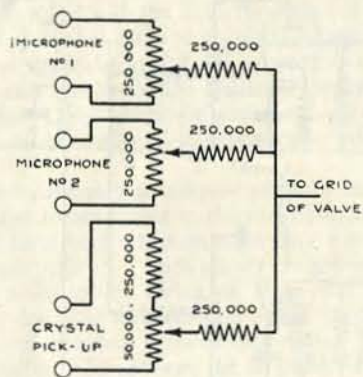 MICROPHONE
Nº 1
250,000
250,000
250,000
250,000
MICROPHONE
Nº 2
TO GRID
OF VALVE
250,000
50,000
250,000
CRYSTAL
PICK-UP